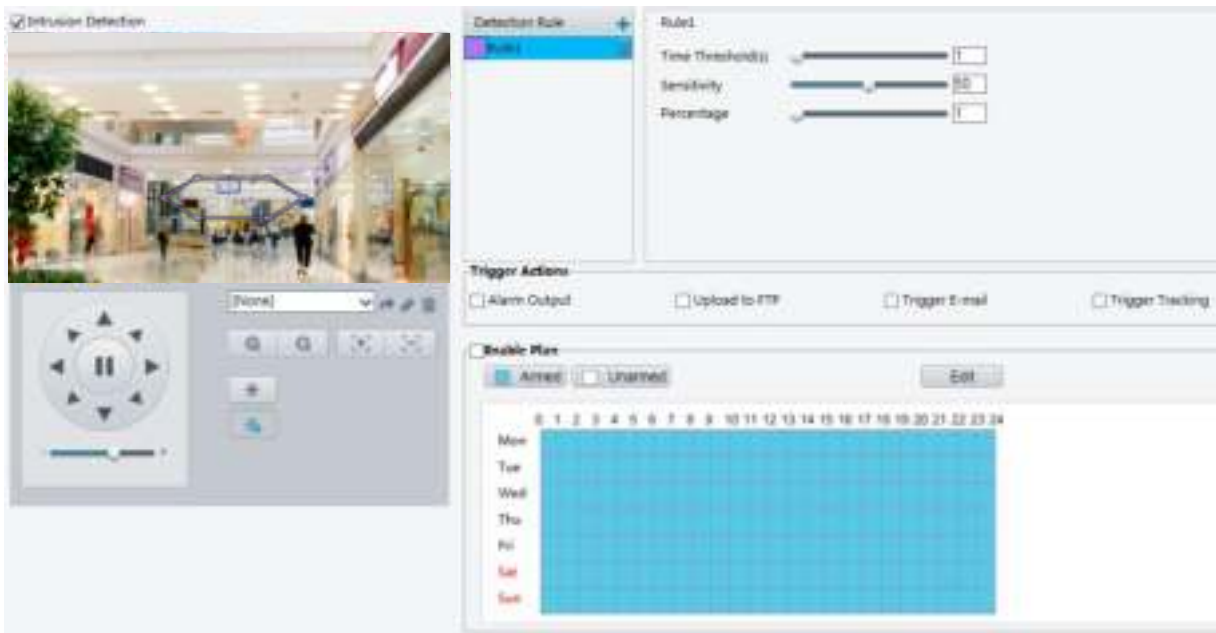 Intrusion Detection
Detection Rule
Rule1
Rule1
Time Threshold(s) 1
Sensitivity 50
Percentage 1
Trigger Actions
Alarm Output Upload to FTP Trigger E-mail Trigger Tracking
[None]
Enable Plan
Armed Unarmed Edit
0 1 2 3 4 5 6 7 8 9 10 11 12 13 14 15 16 17 18 19 20 21 22 23 24
Mon
Tue
Wed
Thu
Fri
Sat
Sun